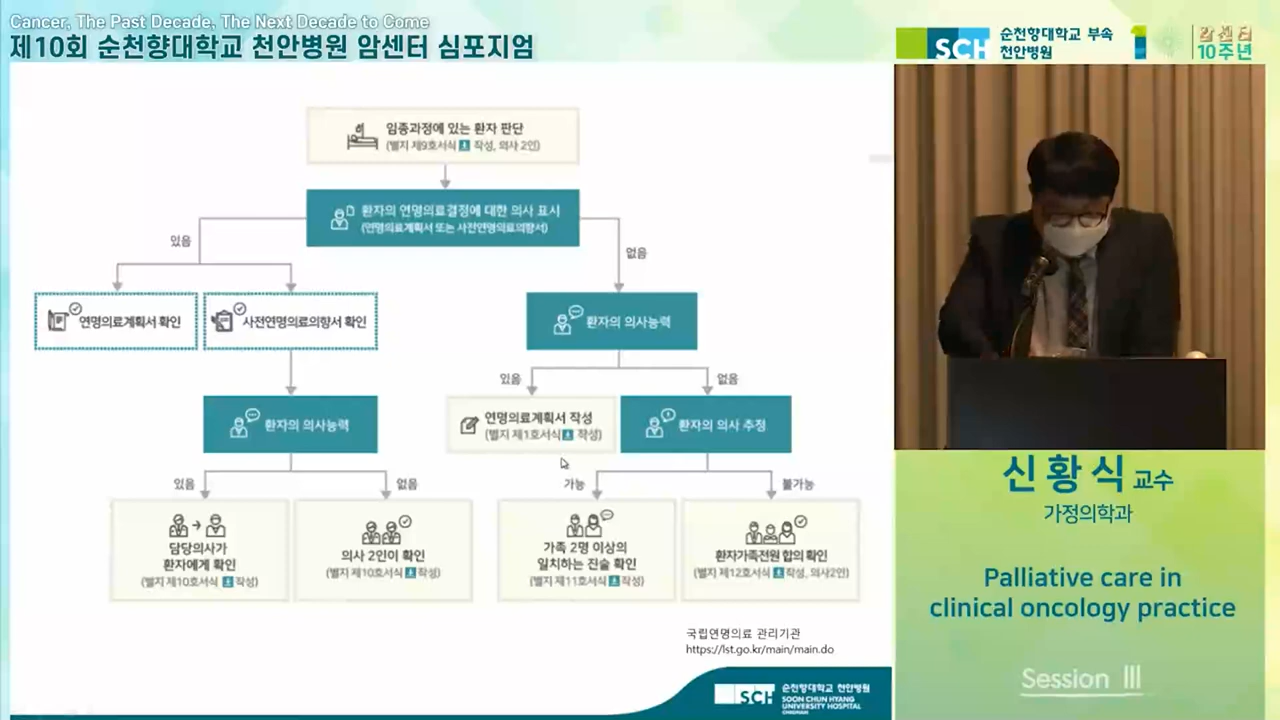 Cancer, The Past Decade, The Next Decade to Come
제10회 순천향대학교 천안병원 암센터 심포지엄
SCH
순천향대학교 부속
천안병원
암센터
10주년
임종과정에 있는 환자 판단
(별지 제9호서식 작성, 의사 2인)
환자의 연명의료결정에 대한 의사 표시
(연명의료계획서 또는 사전연명의료의향서)
있음
없음
연명의료계획서 확인
사전연명의료의향서 확인
환자의 의사능력
있음
없음
환자의 의사능력
연명의료계획서 작성
(별지 제1호서식 작성)
환자의 의사 추정
있음
없음
가능
불가능
담당의사가
환자에게 확인
(별지 제10호서식 작성)
의사 2인이 확인
(별지 제10호서식 작성)
가족 2명 이상의
일치하는 진술 확인
(별지 제11호서식 작성)
환자가족전원 합의 확인
(별지 제12호서식 작성, 의사2인)
국립연명의료 관리기관
https://lst.go.kr/main/main.do
SCH
순천향대학교 천안병원
SOON CHUN HYANG
UNIVERSITY HOSPITAL
CHEONAN
신황식 교수
가정의학과
Palliative care in
clinical oncology practice
Session III